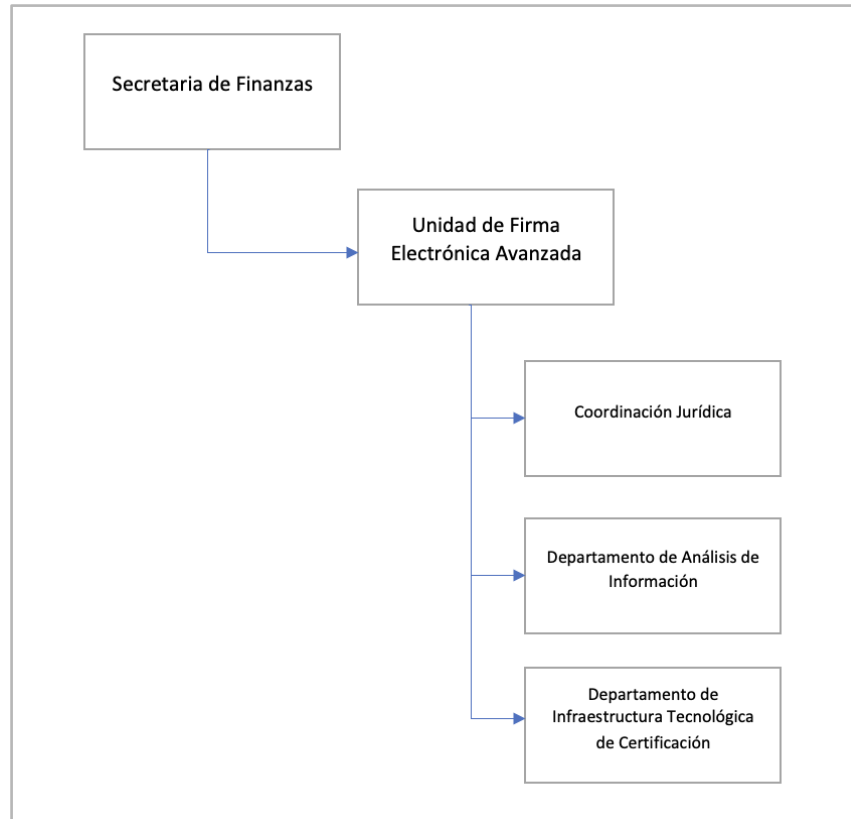 Secretaria de Finanzas
Unidad de Firma
Electrónica Avanzada
Coordinación Jurídica
Departamento de Análisis de
Información
Departamento de
Infraestructura Tecnológica
de Certificación